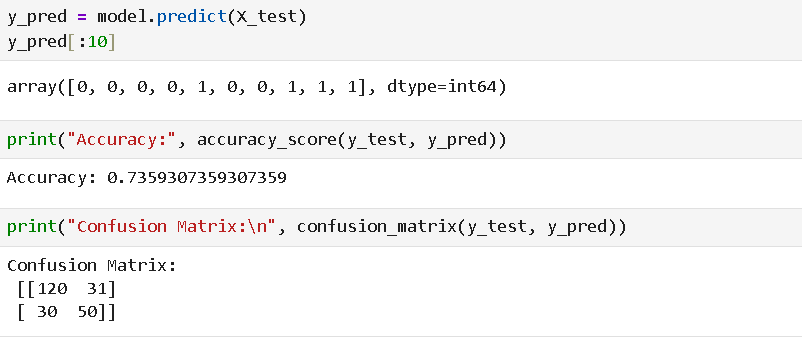 y_pred = model.predict(X_test)
y_pred[:10]
array([0, 0, 0, 0, 1, 0, 0, 1, 1, 1], dtype=int64)
print("Accuracy:", accuracy_score(y_test, y_pred))
Accuracy: 0.7359307359307359
print("Confusion Matrix:\n", confusion_matrix(y_test, y_pred))
Confusion Matrix:
 [[120  31]
 [ 30  50]]